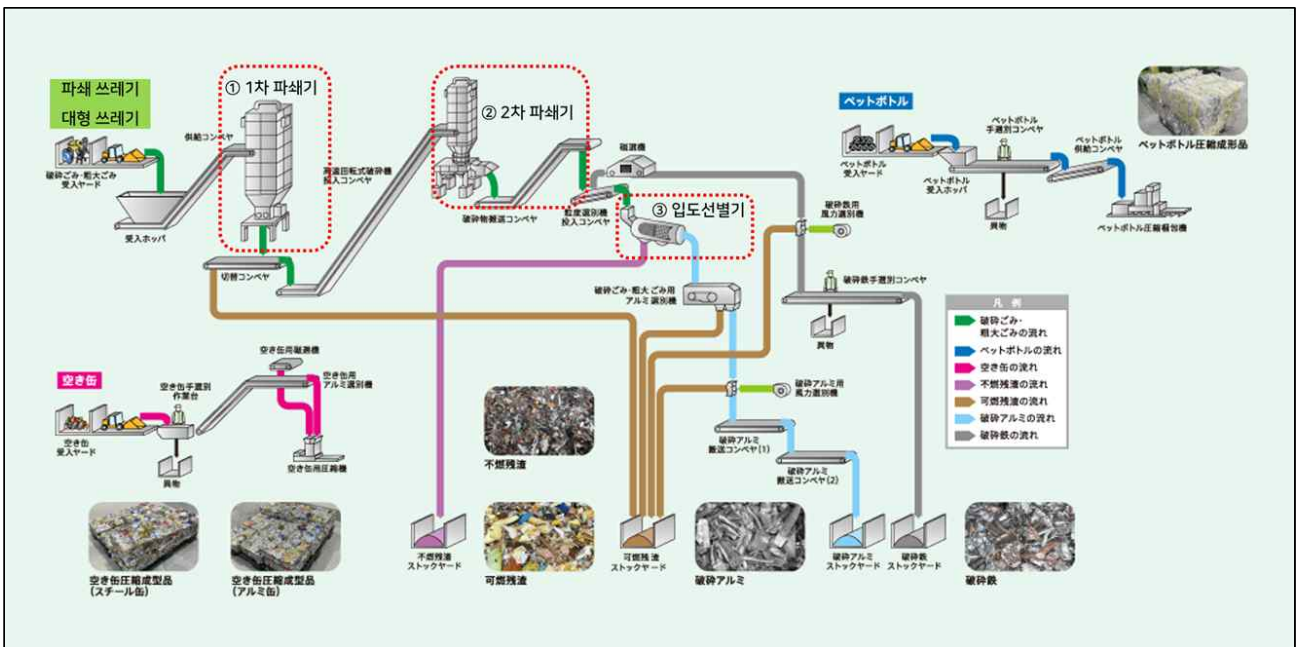 파쇄 쓰레기
대형 쓰레기
① 1차 파쇄기
② 2차 파쇄기
③ 입도선별기
供給コンベヤ
破砕ごみ・粗大ごみ
受入ヤード
受入ホッパ
切替コンベヤ
高速回転式破砕機
投入コンベヤ
破砕物搬送コンベヤ
磁選機
粒度選別機
投入コンベヤ
破砕ごみ・粗大ごみ用
アルミ選別機
破砕鉄用
風力選別機
破砕鉄手選別コンベヤ
異物
破砕アルミ用
風力選別機
破砕アルミ
搬送コンベヤ(1)
破砕アルミ
搬送コンベヤ(2)
ペットボトル
ペットボトル
受入ヤード
ペットボトル
受入ホッパ
ペットボトル
手選別コンベヤ
異物
ペットボトル
供給コンベヤ
ペットボトル圧縮梱包機
ペットボトル圧縮成形品
凡例
破砕ごみ・
粗大ごみの流れ
ペットボトルの流れ
空き缶の流れ
不燃残渣の流れ
可燃残渣の流れ
破砕アルミの流れ
破砕鉄の流れ
空き缶
空き缶
受入ヤード
空き缶手選別
作業台
異物
空き缶用磁選機
空き缶用
アルミ選別機
空き缶用圧縮機
空き缶圧縮成型品
(スチール缶)
空き缶圧縮成型品
(アルミ缶)
不燃残渣
不燃残渣
ストックヤード
可燃残渣
可燃残渣
ストックヤード
破砕アルミ
破砕アルミ
ストックヤード
破砕鉄
ストックヤード
破砕鉄